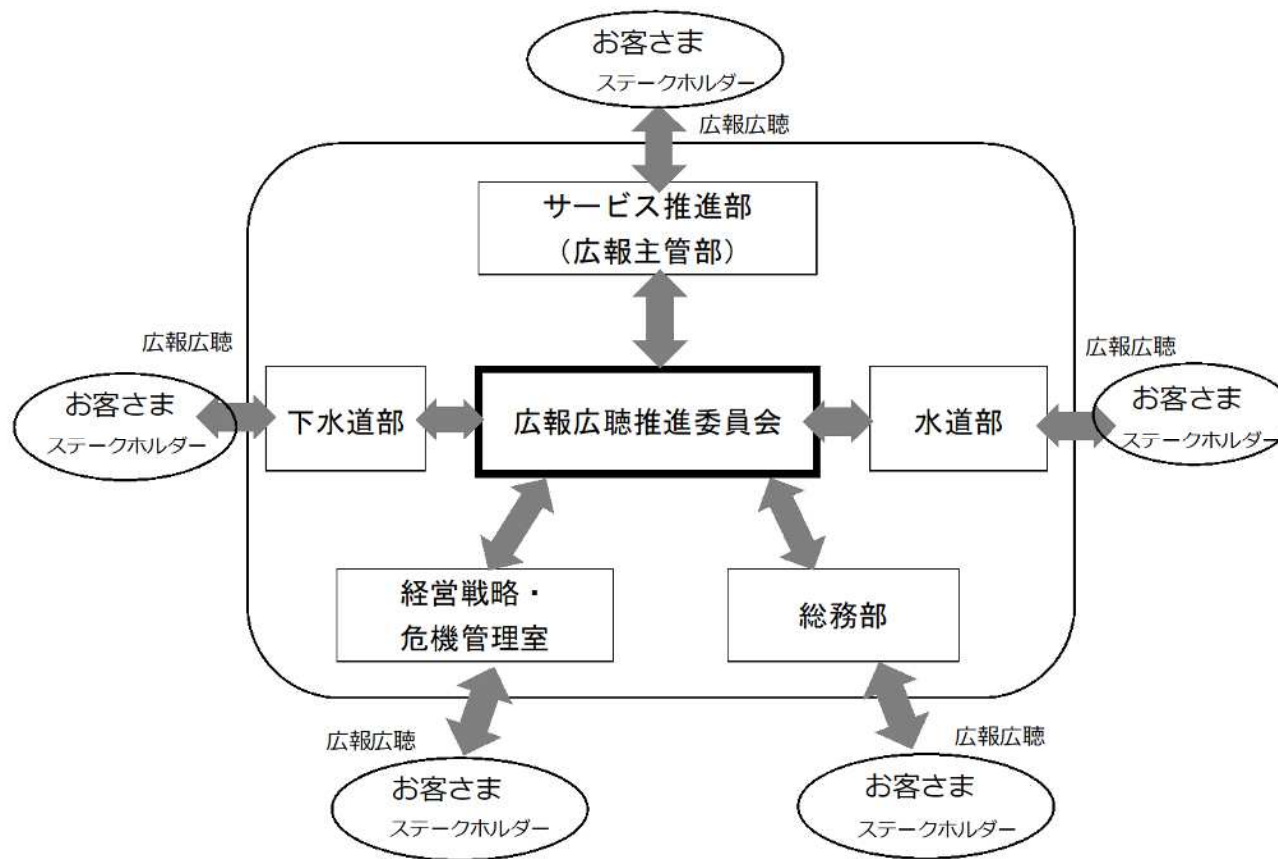 お客さま
ステークホルダー
広報広聴
サービス推進部
（広報主管部）
広報広聴
お客さま
ステークホルダー
下水道部
広報広聴推進委員会
水道部
広報広聴
お客さま
ステークホルダー
経営戦略・
危機管理室
総務部
広報広聴
お客さま
ステークホルダー
広報広聴
お客さま
ステークホルダー